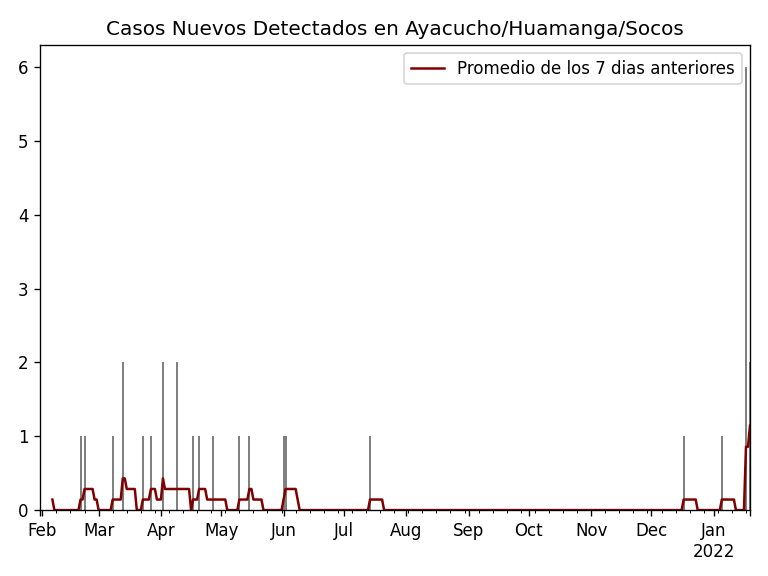 Casos Nuevos Detectados en Ayacucho/Huamanga/Socos
Promedio de los 7 dias anteriores
6
5
4
3
2
1
0
Feb Mar Apr May Jun Jul Aug Sep Oct Nov Dec Jan
2022